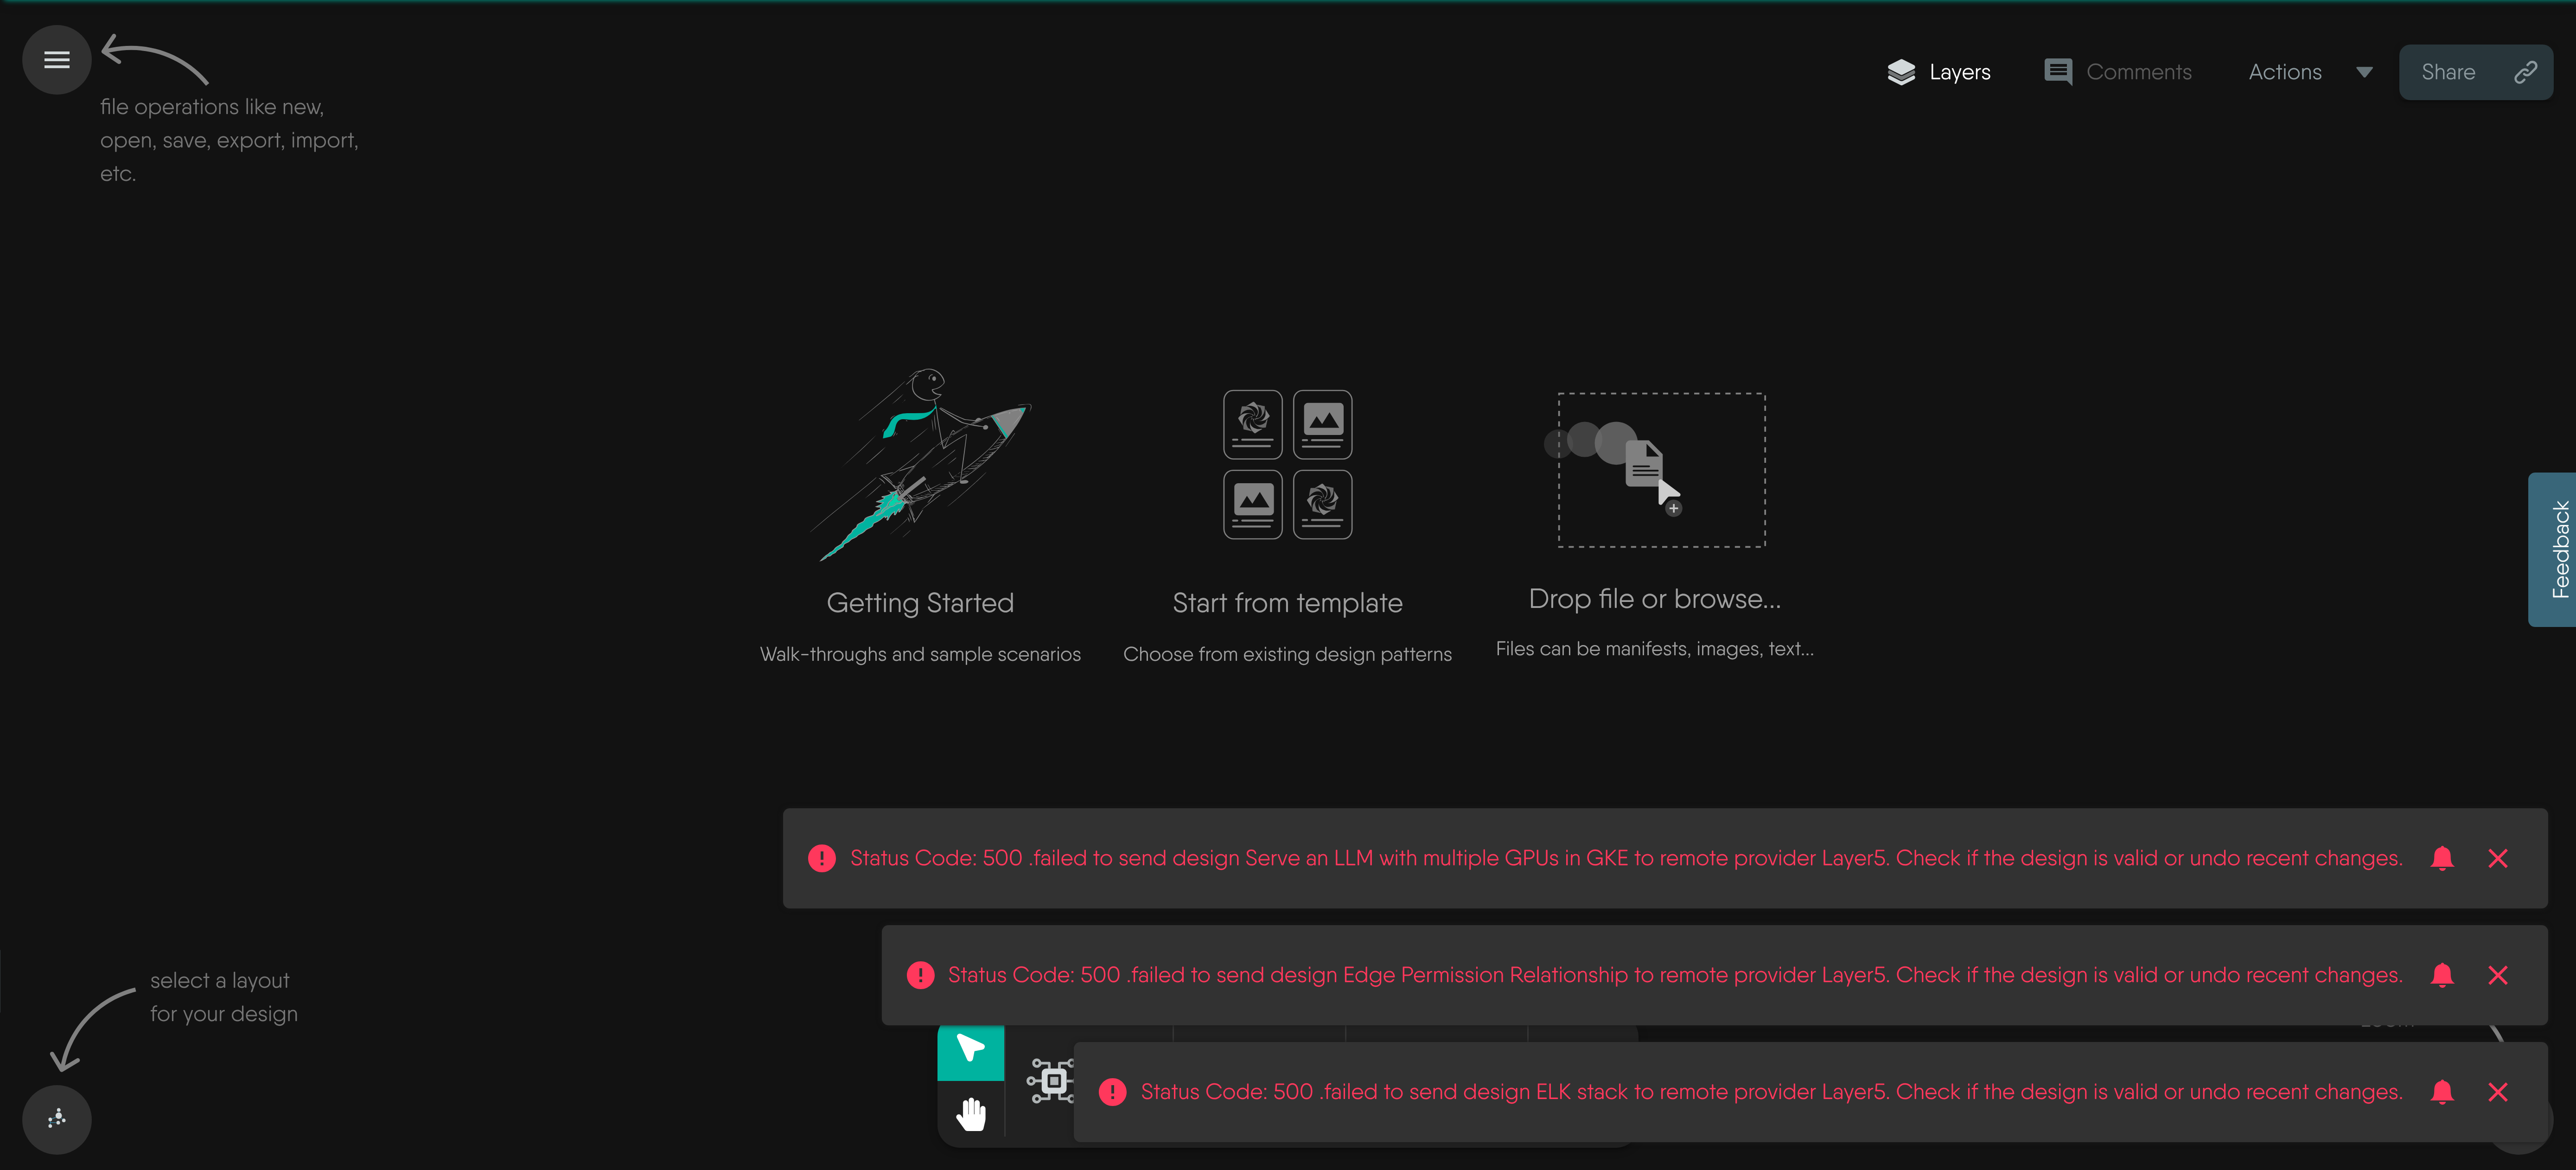 file operations like new,
open, save, export, import,
etc.
Layers
Comments
Actions
Share
Getting Started
Walk-throughs and sample scenarios
Start from template
Choose from existing design patterns
Drop file or browse...
Files can be manifests, images, text...
Feedback
Status Code: 500 .failed to send design Serve an LLM with multiple GPUs in GKE to remote provider Layer5. Check if the design is valid or undo recent changes.
Status Code: 500 .failed to send design Edge Permission Relationship to remote provider Layer5. Check if the design is valid or undo recent changes.
Status Code: 500 .failed to send design ELK stack to remote provider Layer5. Check if the design is valid or undo recent changes.
select a layout
for your design